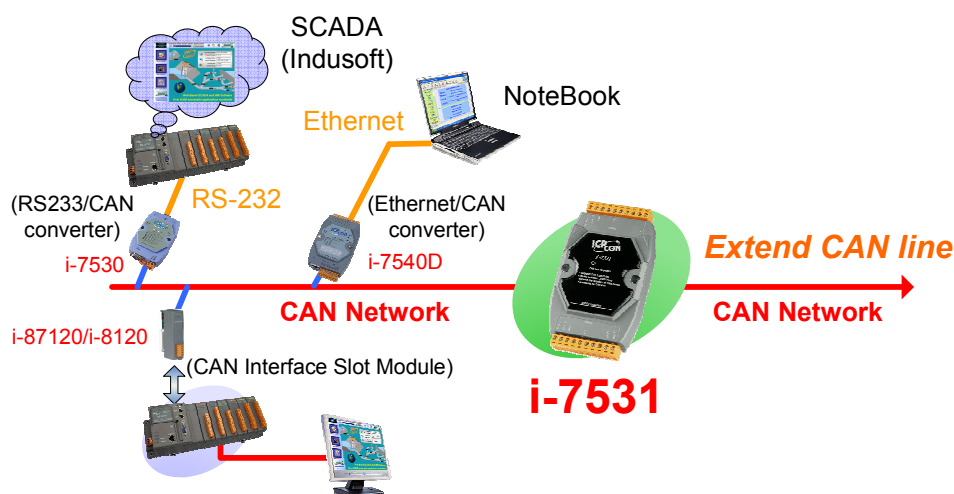 SCADA
(Indusoft)
NoteBook
Ethernet
(RS233/CAN
converter)
RS-232
(Ethernet/CAN
converter)
i-7530
i-7540D
Extend CAN line
CAN Network
CAN Network
i-87120/i-8120
(CAN Interface Slot Module)
i-7531